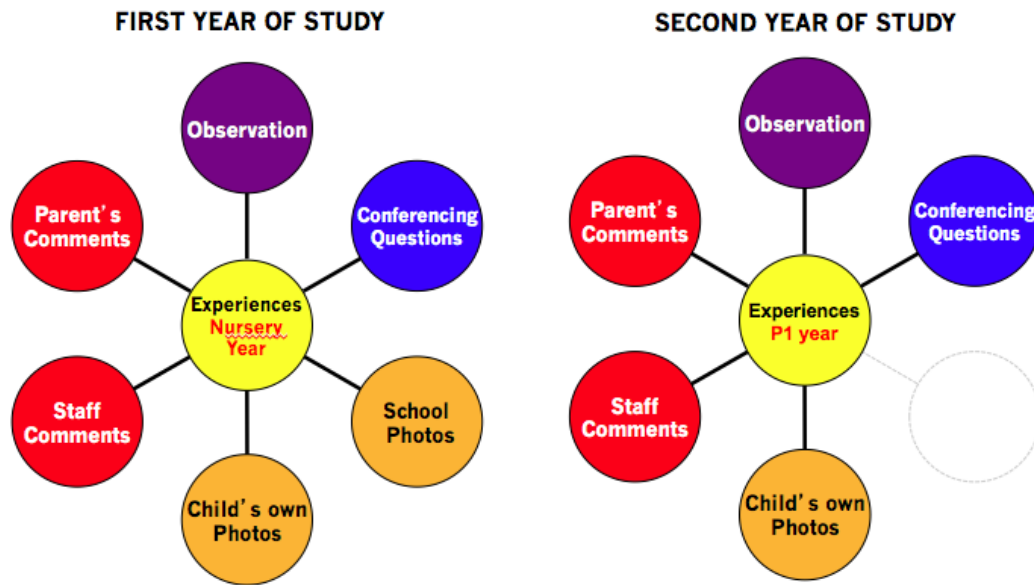 FIRST YEAR OF STUDY
Observation
Parent's
Comments
Conferencing
Questions
Experiences
Nursery
Year
Staff
Comments
School
Photos
Child's own
Photos
SECOND YEAR OF STUDY
Observation
Parent's
Comments
Conferencing
Questions
Experiences
P1 year
Staff
Comments
Child's own
Photos